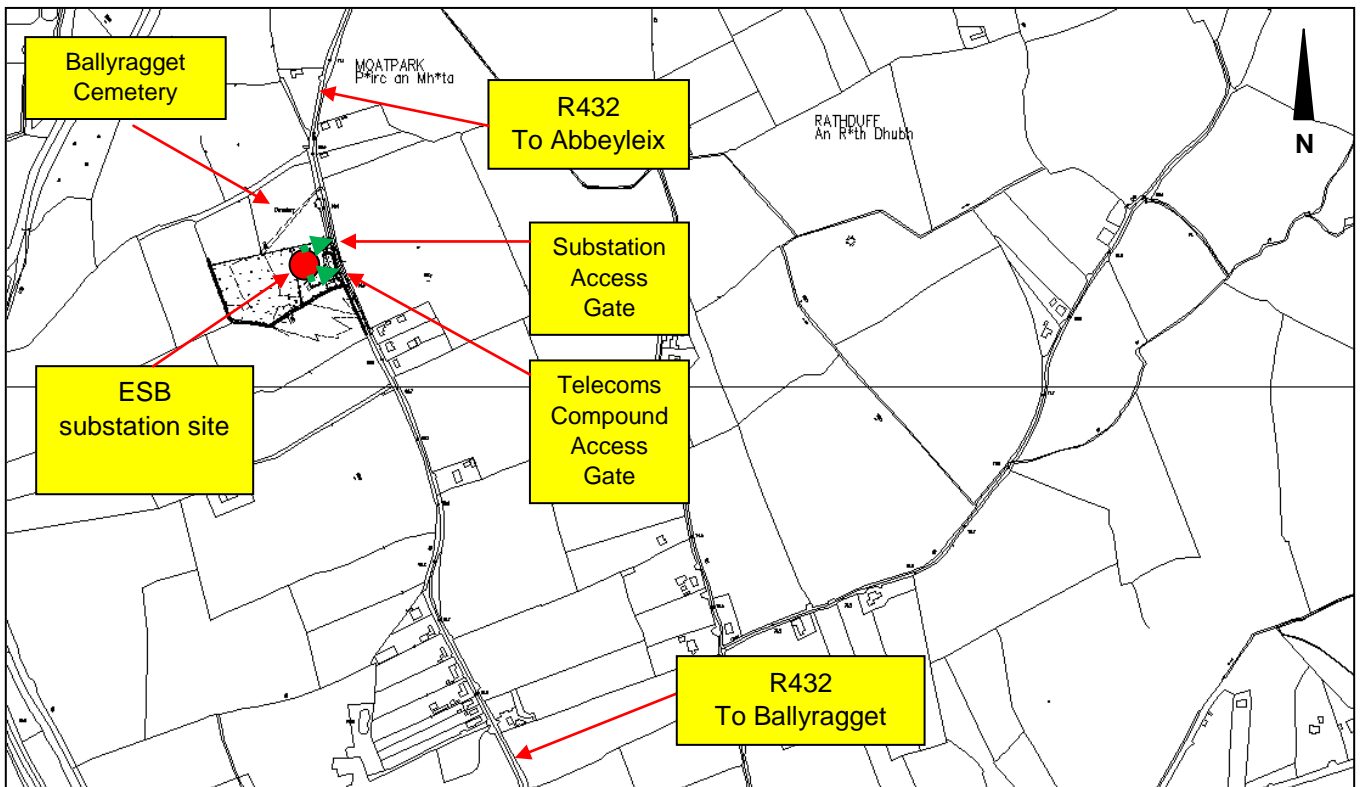 Ballyragget
Cemetery
MOATPARK
P*irc an Mh*ta
R432
To Abbeyleix
RATHDUFF
An R*th Dhubh
N
Substation
Access
Gate
ESB
substation site
Telecoms
Compound
Access
Gate
R432
To Ballyragget